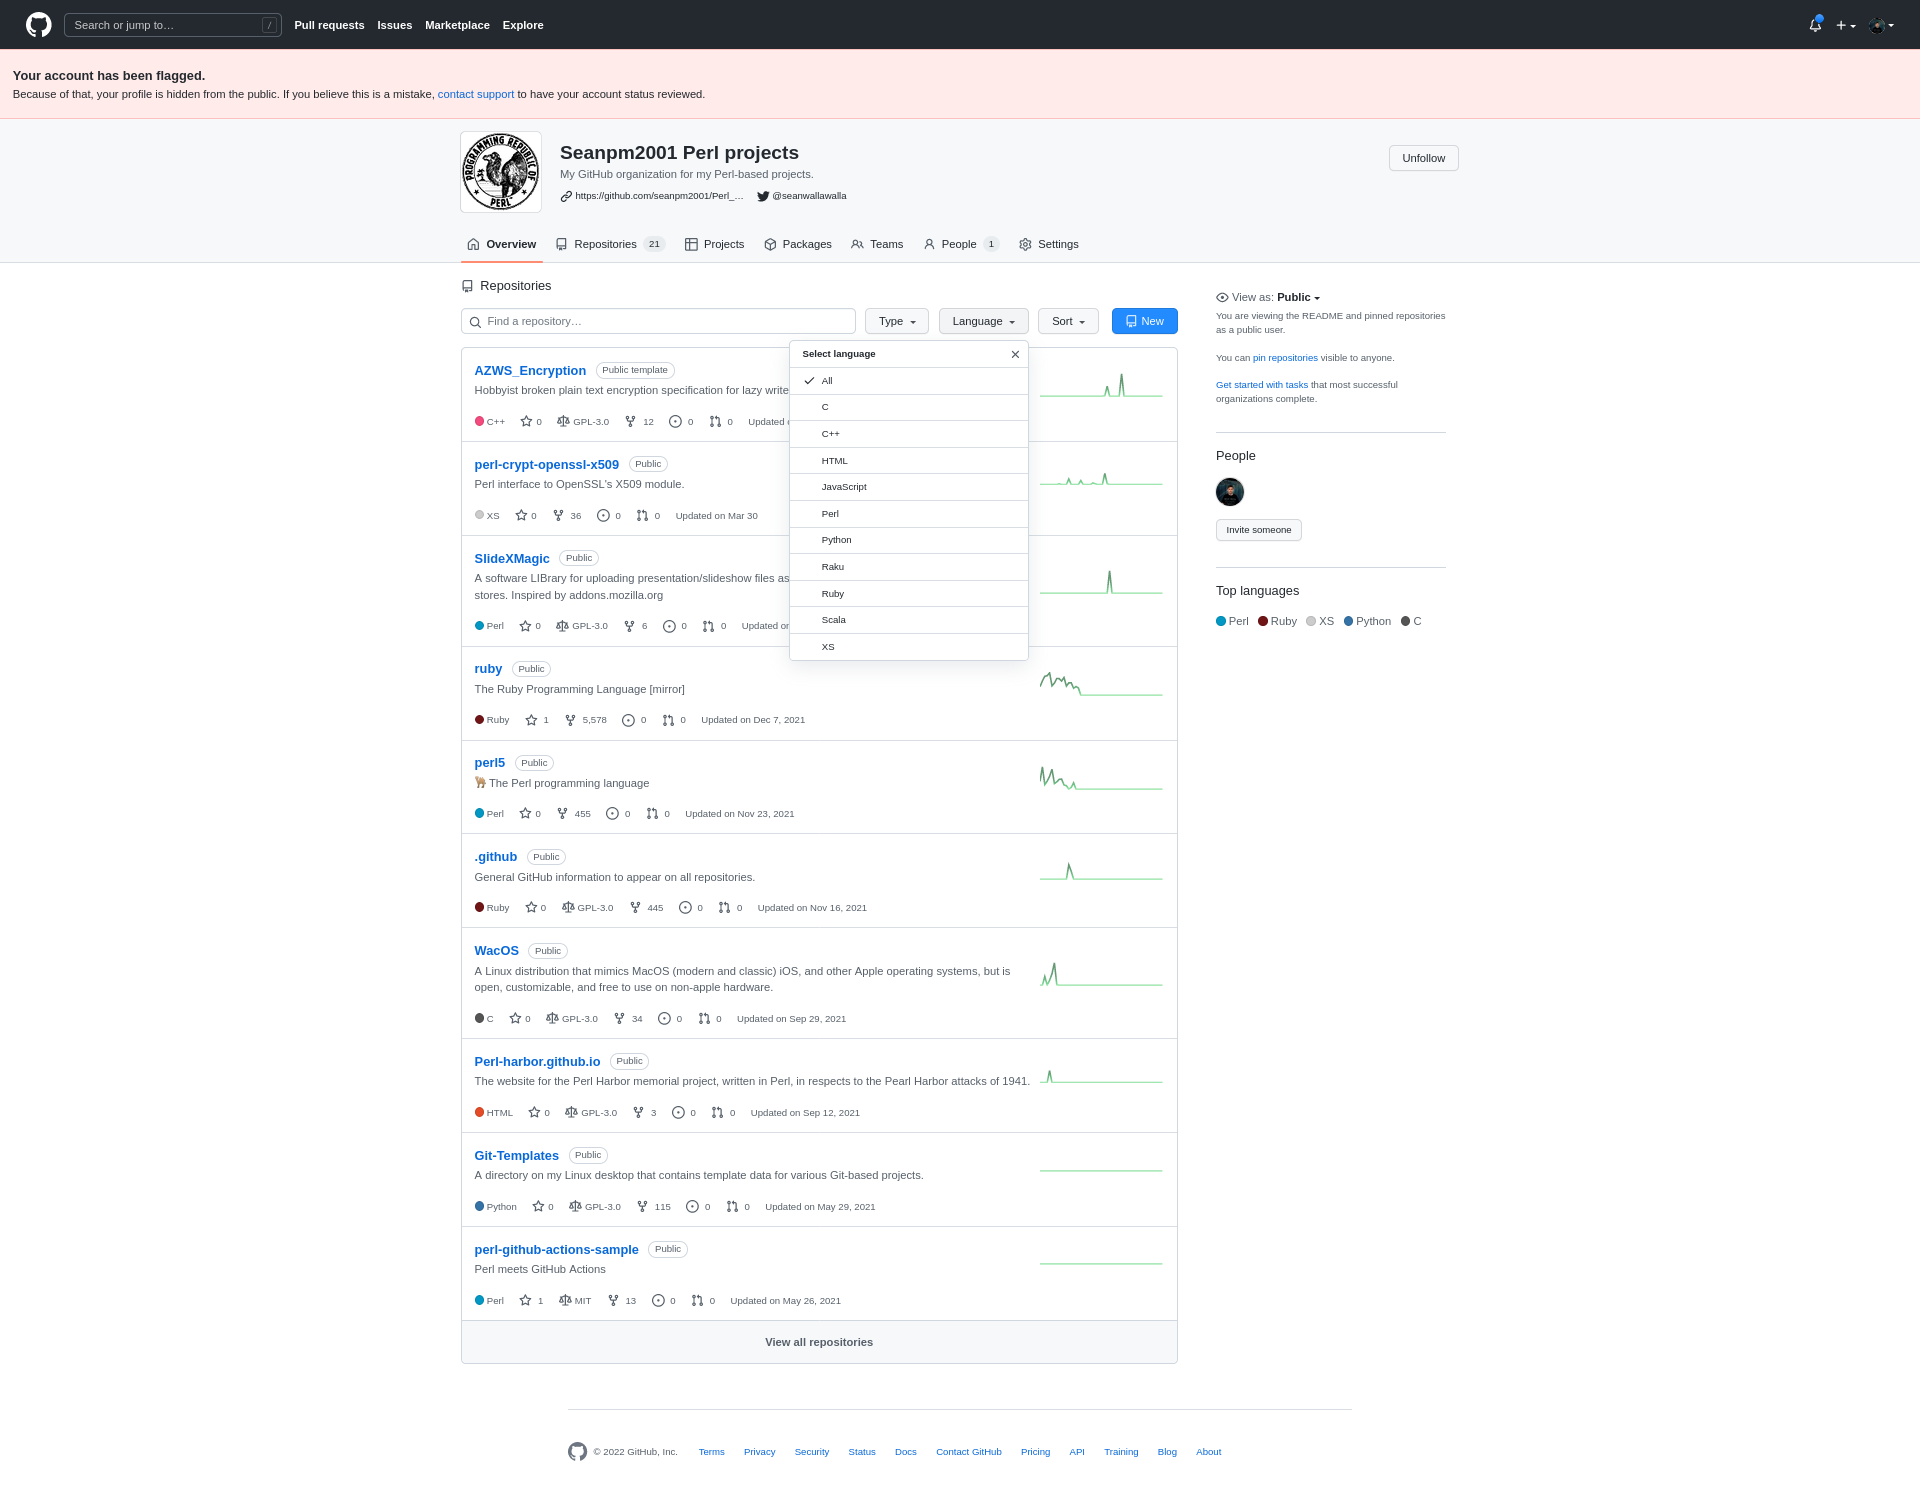 Search or jump to…
/
Pull requests
Issues
Marketplace
Explore
Your account has been flagged.
Because of that, your profile is hidden from the public. If you believe this is a mistake, contact support to have your account status reviewed.
PROGRAMMING REPUBLIC OF PERL
Seanpm2001 Perl projects
My GitHub organization for my Perl-based projects.
https://github.com/seanpm2001/Perl_…
@seanwallawalla
Unfollow
Overview
Repositories 21
Projects
Packages
Teams
People 1
Settings
Repositories
Find a repository…
Type
Language
Sort
New
Select language
All
C
C++
HTML
JavaScript
Perl
Python
Raku
Ruby
Scala
XS
AZWS_Encryption Public template
Hobbyist broken plain text encryption specification for lazy write
C++ 0 GPL-3.0 12 0 0 Updated
perl-crypt-openssl-x509 Public
Perl interface to OpenSSL's X509 module.
XS 0 36 0 0 Updated on Mar 30
SlideXMagic Public
A software LIBrary for uploading presentation/slideshow files as
stores. Inspired by addons.mozilla.org
Perl 0 GPL-3.0 6 0 0 Updated on
ruby Public
The Ruby Programming Language [mirror]
Ruby 1 5,578 0 0 Updated on Dec 7, 2021
perl5 Public
🐫 The Perl programming language
Perl 0 455 0 0 Updated on Nov 23, 2021
.github Public
General GitHub information to appear on all repositories.
Ruby 0 GPL-3.0 445 0 0 Updated on Nov 16, 2021
WacOS Public
A Linux distribution that mimics MacOS (modern and classic) iOS, and other Apple operating systems, but is
open, customizable, and free to use on non-apple hardware.
C 0 GPL-3.0 34 0 0 Updated on Sep 29, 2021
Perl-harbor.github.io Public
The website for the Perl Harbor memorial project, written in Perl, in respects to the Pearl Harbor attacks of 1941.
HTML 0 GPL-3.0 3 0 0 Updated on Sep 12, 2021
Git-Templates Public
A directory on my Linux desktop that contains template data for various Git-based projects.
Python 0 GPL-3.0 115 0 0 Updated on May 29, 2021
perl-github-actions-sample Public
Perl meets GitHub Actions
Perl 1 MIT 13 0 0 Updated on May 26, 2021
View all repositories
View as: Public
You are viewing the README and pinned repositories
as a public user.
You can pin repositories visible to anyone.
Get started with tasks that most successful
organizations complete.
People
Invite someone
Top languages
Perl Ruby XS Python C
© 2022 GitHub, Inc.
Terms
Privacy
Security
Status
Docs
Contact GitHub
Pricing
API
Training
Blog
About